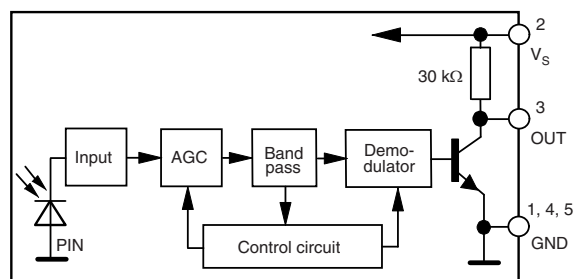 2
V_S
30 kΩ
3
OUT
Input
AGC
Band
pass
Demo-
dulator
1, 4, 5
GND
PIN
Control circuit